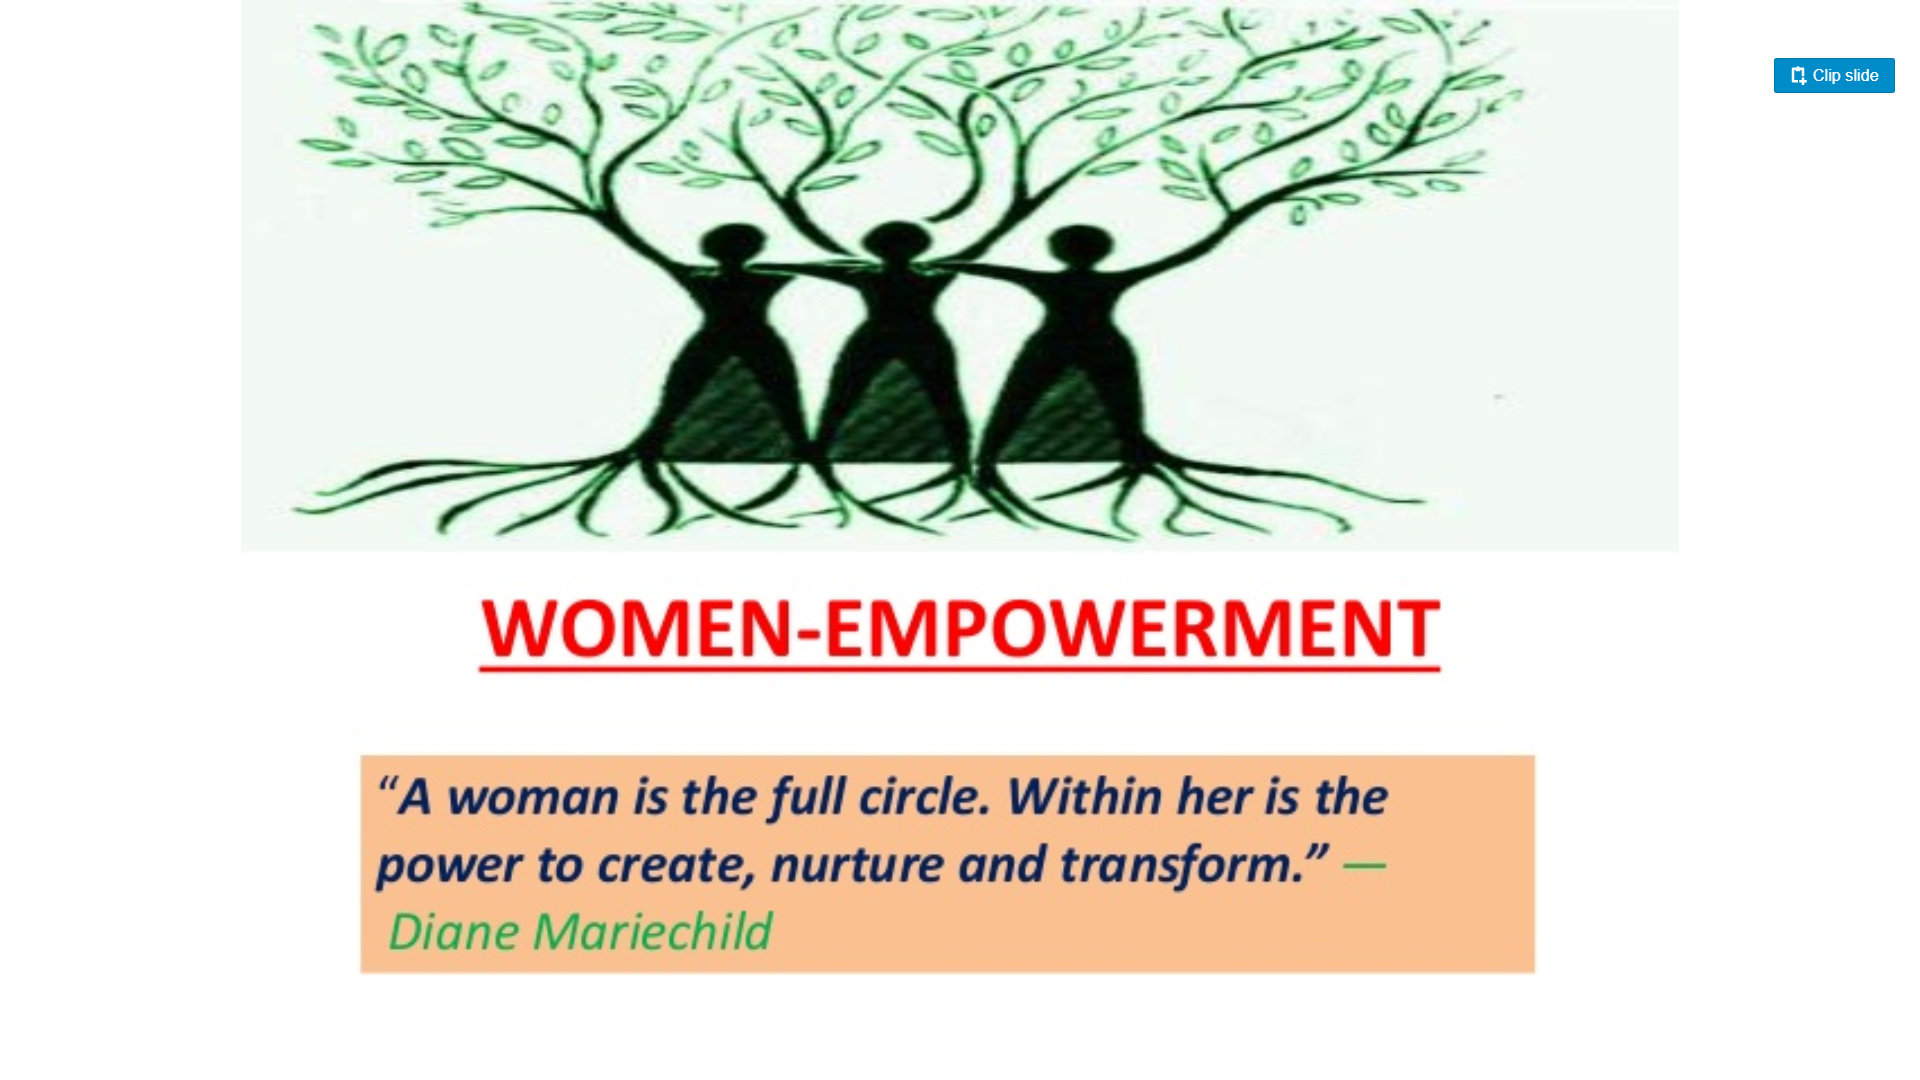 Clip slide
WOMEN-EMPOWERMENT
“A woman is the full circle. Within her is the
power to create, nurture and transform.” —
Diane Mariechild